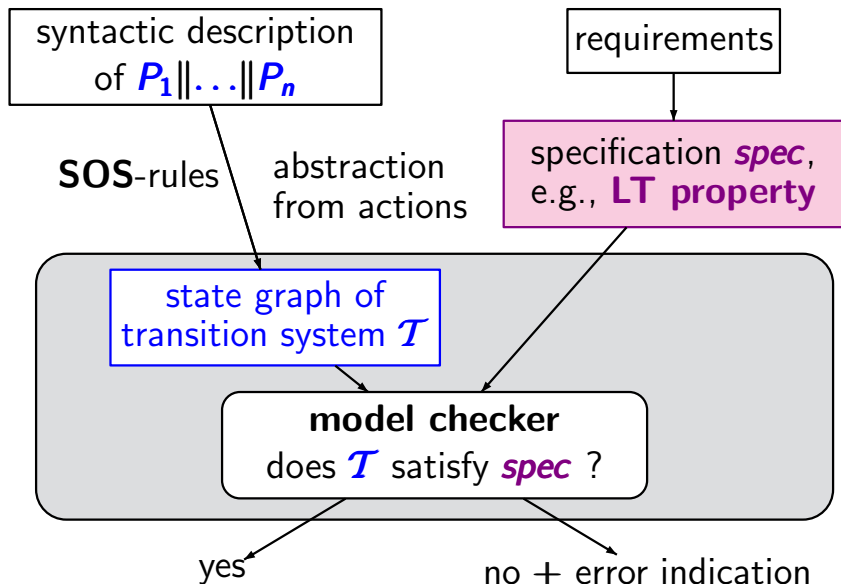 syntactic description
of P₁‖...‖Pₙ
requirements
SOS-rules
abstraction
from actions
specification spec,
e.g., LT property
state graph of
transition system 𝒯
model checker
does 𝒯 satisfy spec ?
yes
no + error indication